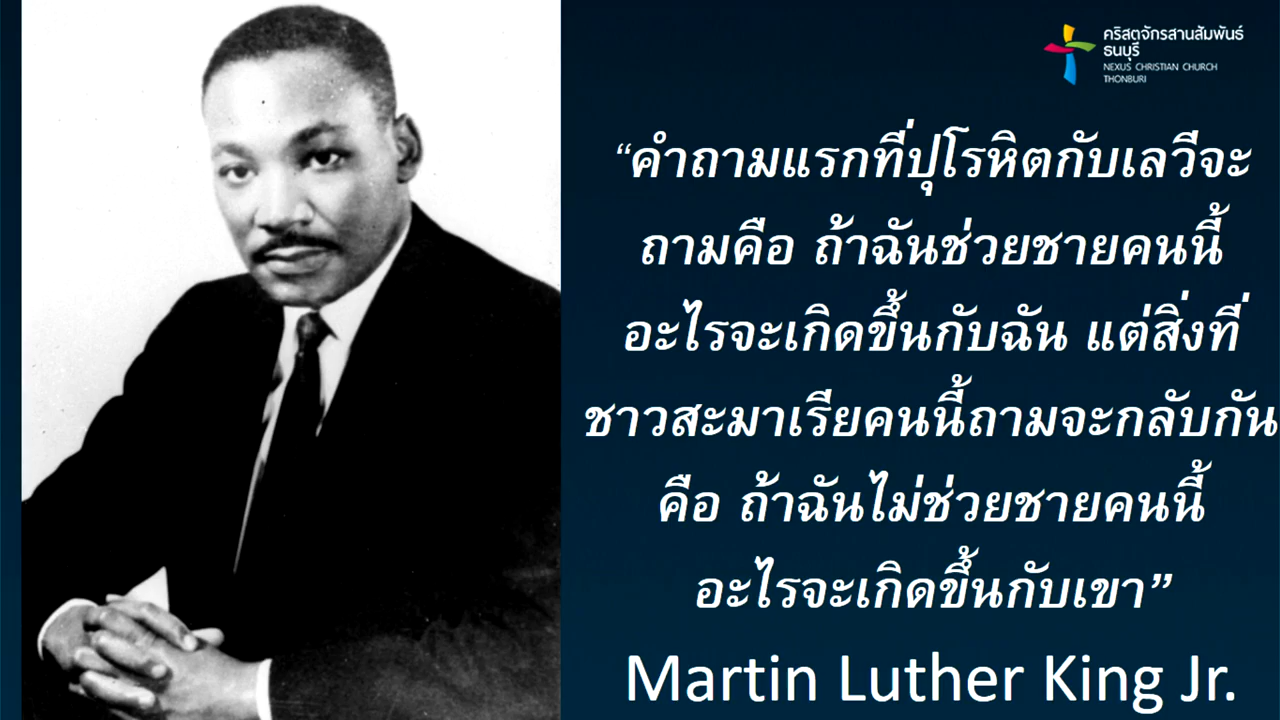 คริสตจักรสานสัมพันธ์
ธนบุรี
NEXUS CHRISTIAN CHURCH
THONBURI
“คำถามแรกที่ปุโรหิตกับเลวีจะ
ถามคือ ถ้าฉันช่วยชายคนนี้
อะไรจะเกิดขึ้นกับฉัน แต่สิ่งที่
ชาวสะมาเรียคนนี้ถามจะกลับกัน
คือ ถ้าฉันไม่ช่วยชายคนนี้
อะไรจะเกิดขึ้นกับเขา”
Martin Luther King Jr.